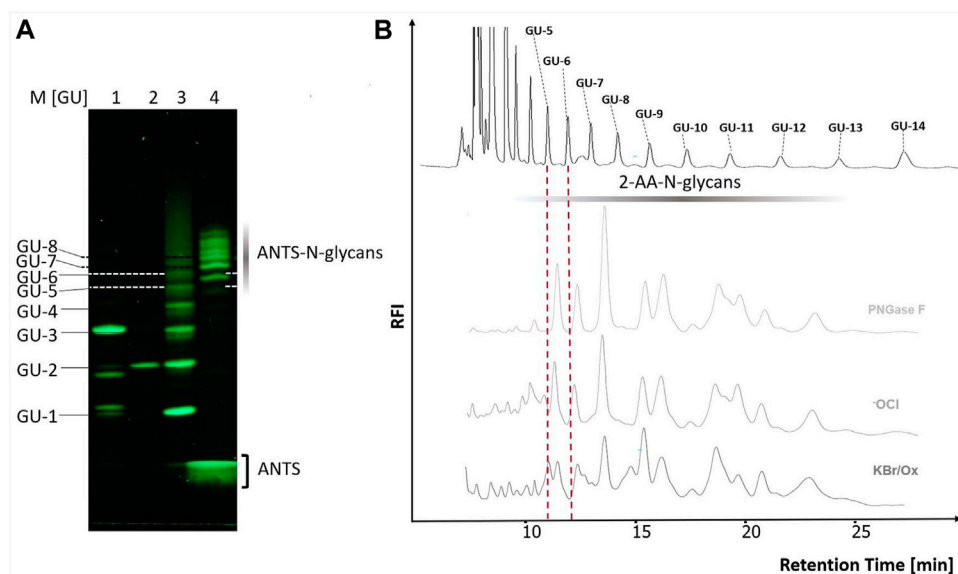 A
M [GU] 1 2 3 4
GU-8
GU-7
GU-6
GU-5
GU-4
GU-3
GU-2
GU-1
ANTS-N-glycans
ANTS
B
GU-5
GU-6
GU-7
GU-8
GU-9
GU-10
GU-11
GU-12
GU-13
GU-14
2-AA-N-glycans
RFI
PNGase F
-OCl
KBr/Ox
10 15 20 25
Retention Time [min]